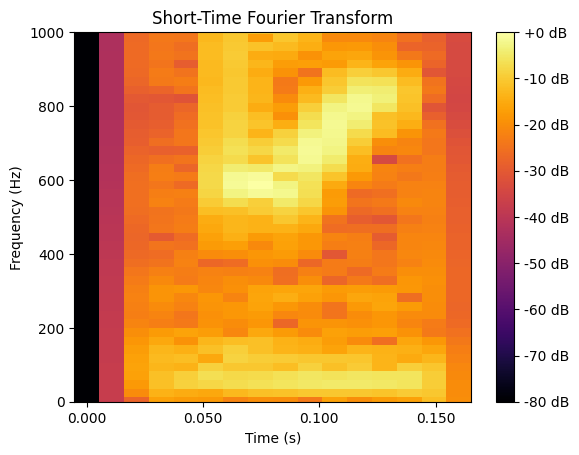 Short-Time Fourier Transform
1000
800
600
400
200
0
Frequency (Hz)
0.000
0.050
0.100
0.150
Time (s)
+0 dB
-10 dB
-20 dB
-30 dB
-40 dB
-50 dB
-60 dB
-70 dB
-80 dB